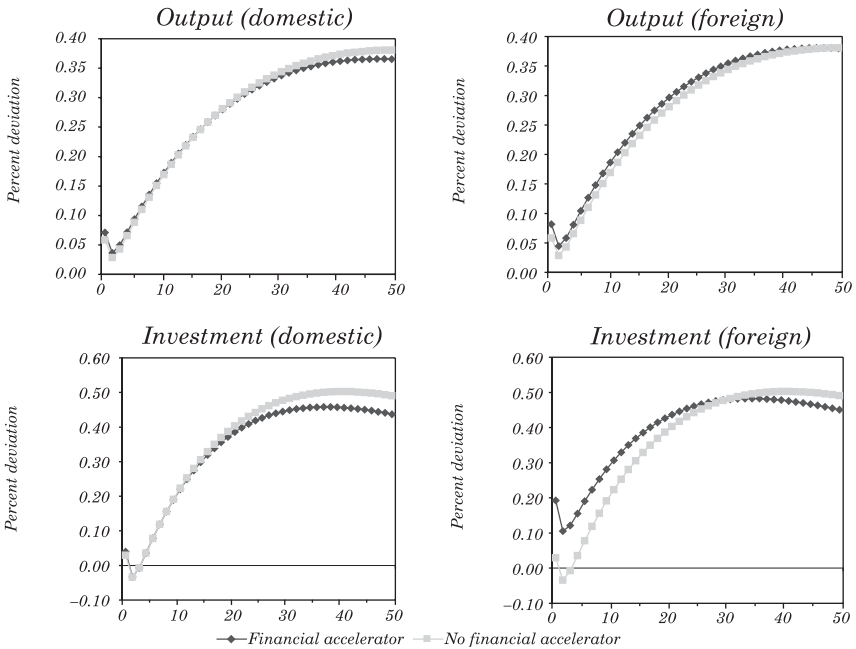 Output (domestic)
Percent deviation
0.40
0.35
0.30
0.25
0.20
0.15
0.10
0.05
0.00
0 10 20 30 40 50
Output (foreign)
Percent deviation
0.40
0.35
0.30
0.25
0.20
0.15
0.10
0.05
0.00
0 10 20 30 40 50
Investment (domestic)
Percent deviation
0.60
0.50
0.40
0.30
0.20
0.10
0.00
–0.10
0 10 20 30 40 50
Investment (foreign)
Percent deviation
0.60
0.50
0.40
0.30
0.20
0.10
0.00
–0.10
0 10 20 30 40 50
Financial accelerator No financial accelerator